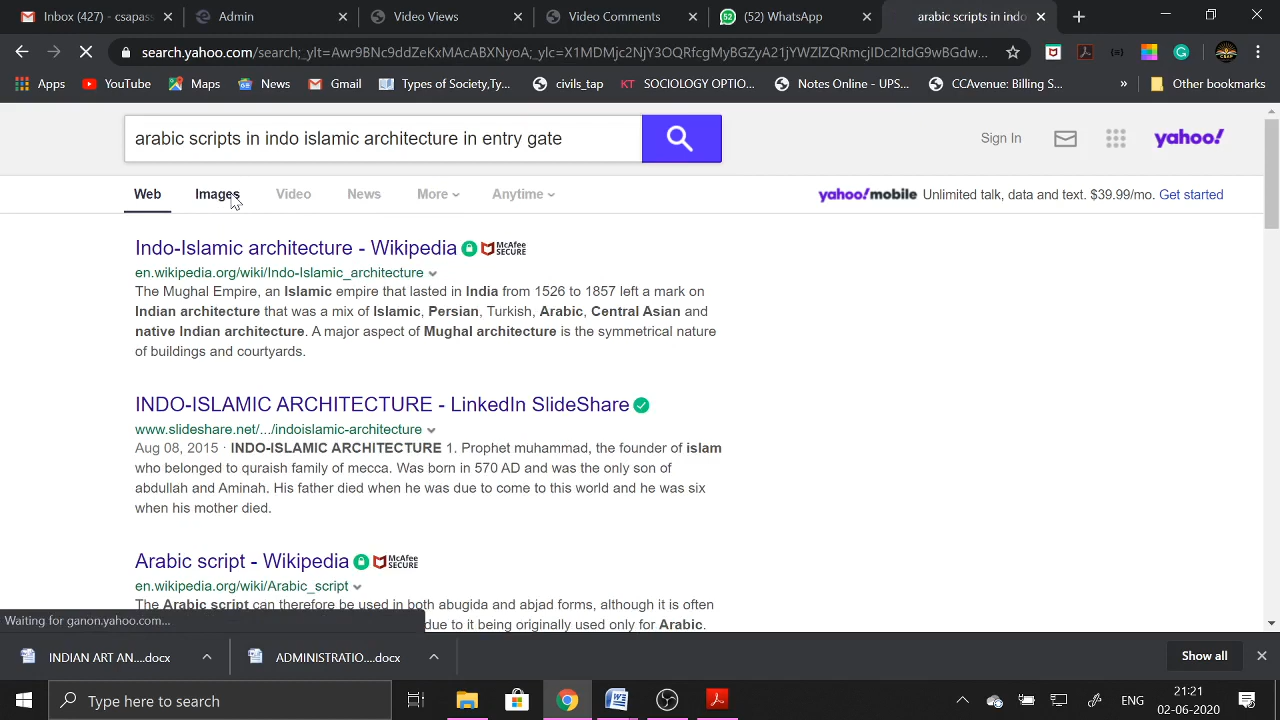 Inbox (427) - csapass
Admin
Video Views
Video Comments
(52) WhatsApp
arabic scripts in indo
search.yahoo.com/search;_ylt=Awr9BNc9ddZeKxMAcABXNyoA;_ylc=X1MDMjc2NjY3OQRfcgMyBGZyA21jYWZlZQRmcjIDc2ItdG9wBGdw...
Apps
YouTube
Maps
News
Gmail
Types of Society,Ty...
civils_tap
KT SOCIOLOGY OPTIO...
Notes Online - UPS...
CCAvenue: Billing S...
»
Other bookmarks
arabic scripts in indo islamic architecture in entry gate
Sign In
yahoo!
Web
Images
Video
News
More
Anytime
yahoo!mobile Unlimited talk, data and text. $39.99/mo. Get started
Indo-Islamic architecture - Wikipedia McAfee SECURE
en.wikipedia.org/wiki/Indo-Islamic_architecture
The Mughal Empire, an Islamic empire that lasted in India from 1526 to 1857 left a mark on
Indian architecture that was a mix of Islamic, Persian, Turkish, Arabic, Central Asian and
native Indian architecture. A major aspect of Mughal architecture is the symmetrical nature
of buildings and courtyards.
INDO-ISLAMIC ARCHITECTURE - LinkedIn SlideShare
www.slideshare.net/.../indoislamic-architecture
Aug 08, 2015 · INDO-ISLAMIC ARCHITECTURE 1. Prophet muhammad, the founder of islam
who belonged to quraish family of mecca. Was born in 570 AD and was the only son of
abdullah and Aminah. His father died when he was due to come to this world and he was six
when his mother died.
Arabic script - Wikipedia McAfee SECURE
en.wikipedia.org/wiki/Arabic_script
The Arabic script can therefore be used in both abugida and abjad forms, although it is often
due to it being originally used only for Arabic.
Waiting for ganon.yahoo.com...
INDIAN ART AN....docx
ADMINISTRATIO....docx
Show all
Type here to search
ENG
21:21
02-06-2020